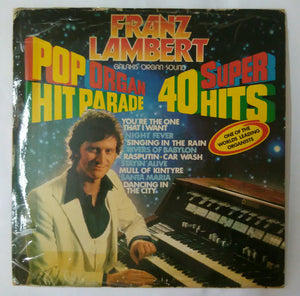 FRANZ
LAMBERT
GALAXIS ORGAN SOUND
POP ORGAN SUPER
HIT PARADE 40 HITS
YOU'RE THE ONE
THAT I WANT
NIGHT FEVER
SINGING IN THE RAIN
RIVERS OF BABYLON
RASPUTIN · CAR WASH
STAYIN' ALIVE
MULL OF KINTYRE
SANTA MARIA
DANCING IN
THE CITY
ONE OF THE
WORLDS LEADING
ORGANISTS